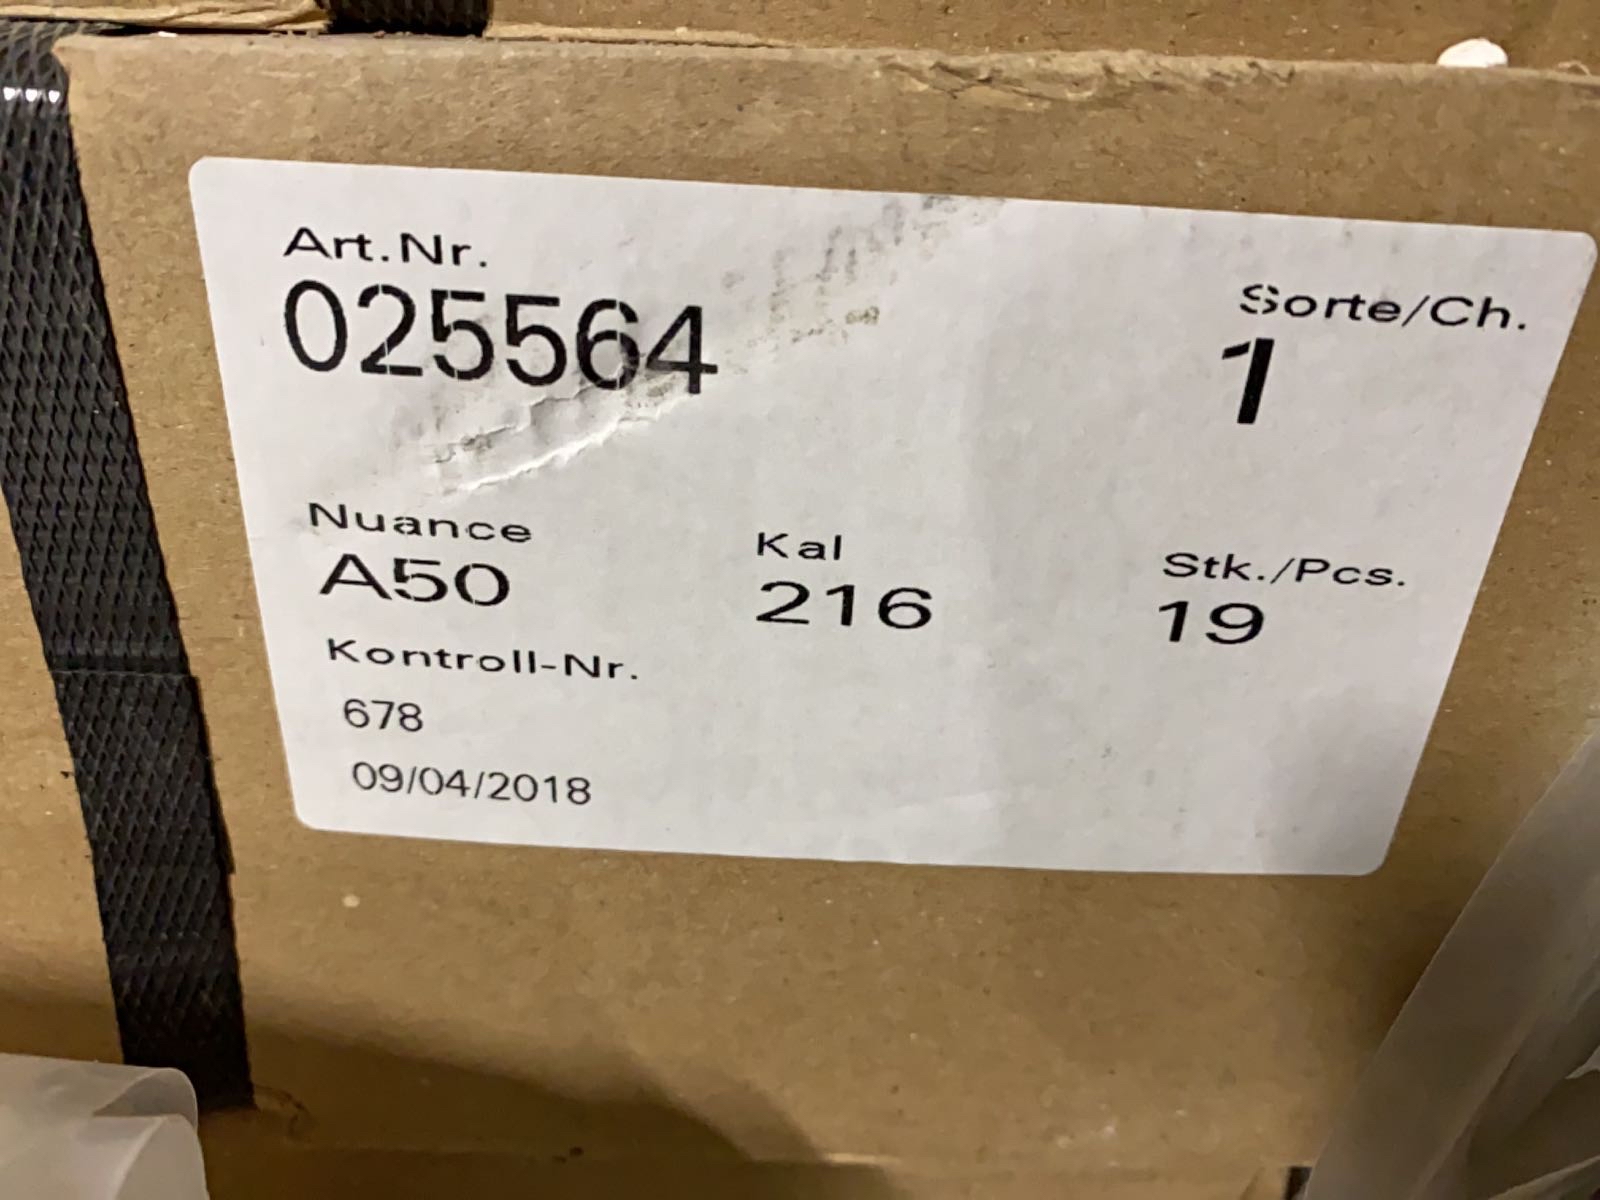 Art.Nr.
025564
Sorte/Ch.
1
Nuance
A50
Kal
216
Stk./Pcs.
19
Kontroll-Nr.
678
09/04/2018